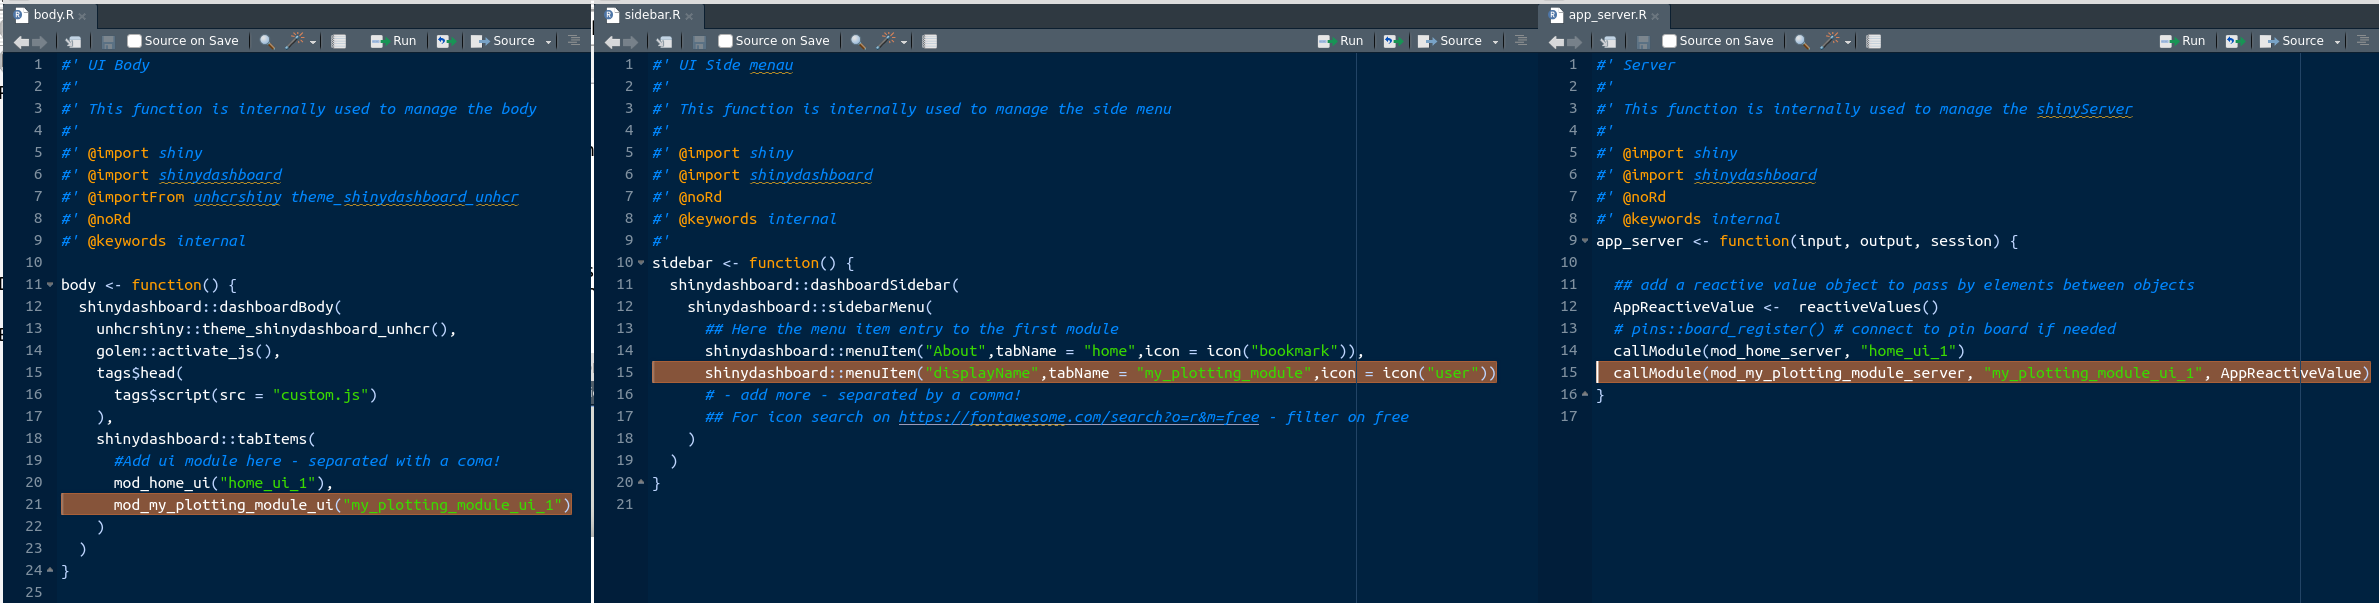 body.R
Source on Save
Run
Source
1 #' UI Body
2 #'
3 #' This function is internally used to manage the body
4 #'
5 #' @import shiny
6 #' @import shinydashboard
7 #' @importFrom unhcrshiny theme_shinydashboard_unhcr
8 #' @noRd
9 #' @keywords internal
10
11 body <- function() {
12   shinydashboard::dashboardBody(
13     unhcrshiny::theme_shinydashboard_unhcr(),
14     golem::activate_js(),
15     tags$head(
16       tags$script(src = "custom.js")
17     ),
18     shinydashboard::tabItems(
19       #Add ui module here - separated with a coma!
20       mod_home_ui("home_ui_1"),
21       mod_my_plotting_module_ui("my_plotting_module_ui_1")
22     )
23   )
24 }
25
sidebar.R
Source on Save
Run
Source
1 #' UI Side menau
2 #'
3 #' This function is internally used to manage the side menu
4 #'
5 #' @import shiny
6 #' @import shinydashboard
7 #' @noRd
8 #' @keywords internal
9 #'
10 sidebar <- function() {
11   shinydashboard::dashboardSidebar(
12     shinydashboard::sidebarMenu(
13       ## Here the menu item entry to the first module
14       shinydashboard::menuItem("About",tabName = "home",icon = icon("bookmark")),
15       shinydashboard::menuItem("displayName",tabName = "my_plotting_module",icon = icon("user"))
16       # - add more - separated by a comma!
17       ## For icon search on https://fontawesome.com/search?o=r&m=free - filter on free
18     )
19   )
20 }
21
app_server.R
Source on Save
Run
Source
1 #' Server
2 #'
3 #' This function is internally used to manage the shinyServer
4 #'
5 #' @import shiny
6 #' @import shinydashboard
7 #' @noRd
8 #' @keywords internal
9 app_server <- function(input, output, session) {
10
11   ## add a reactive value object to pass by elements between objects
12   AppReactiveValue <-  reactiveValues()
13   # pins::board_register() # connect to pin board if needed
14   callModule(mod_home_server, "home_ui_1")
15   callModule(mod_my_plotting_module_server, "my_plotting_module_ui_1", AppReactiveValue)
16 }
17